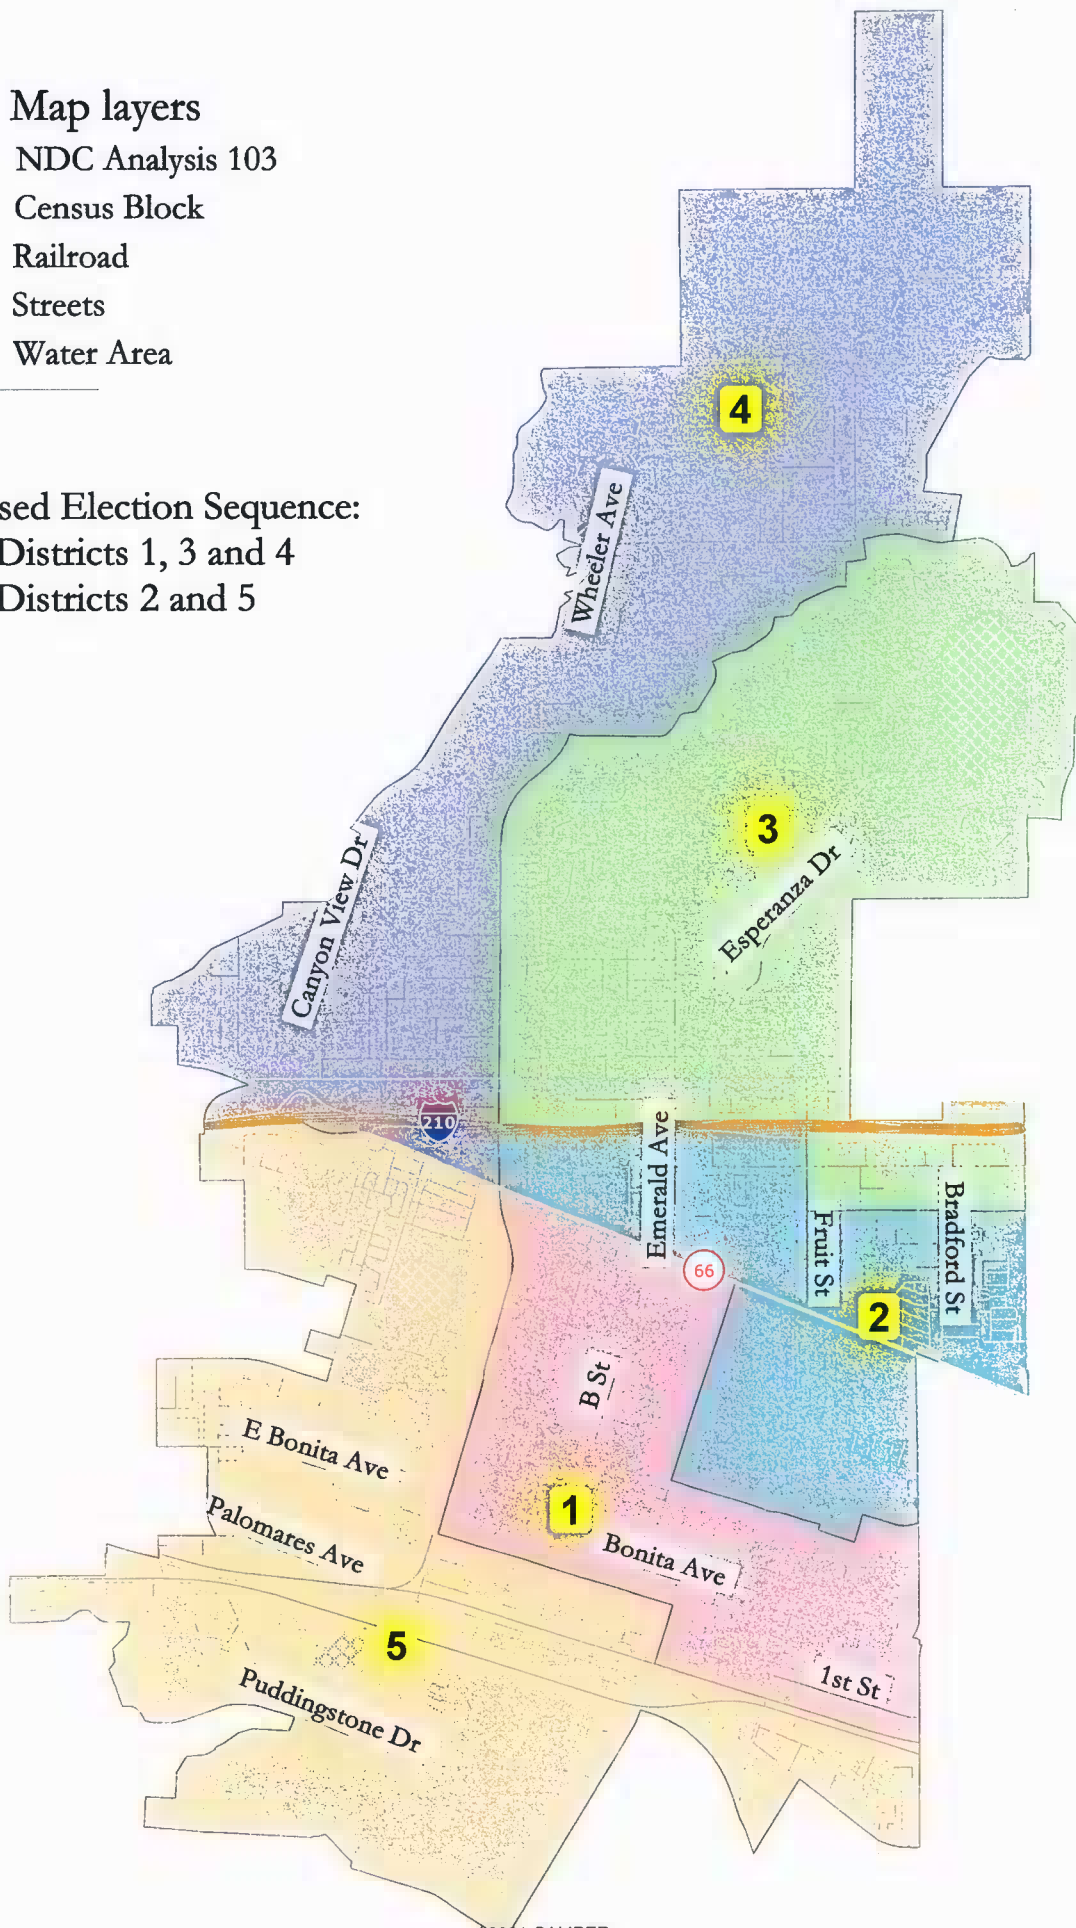 Map layers
NDC Analysis 103
Census Block
Railroad
Streets
Water Area
sed Election Sequence:
Districts 1, 3 and 4
Districts 2 and 5
4
Wheeler Ave
3
Esperanza Dr
Canyon View Dr
210
Emerald Ave
Fruit St
Bradford St
66
2
B St
E Bonita Ave
1
Bonita Ave
Palomares Ave
5
1st St
Puddingstone Dr